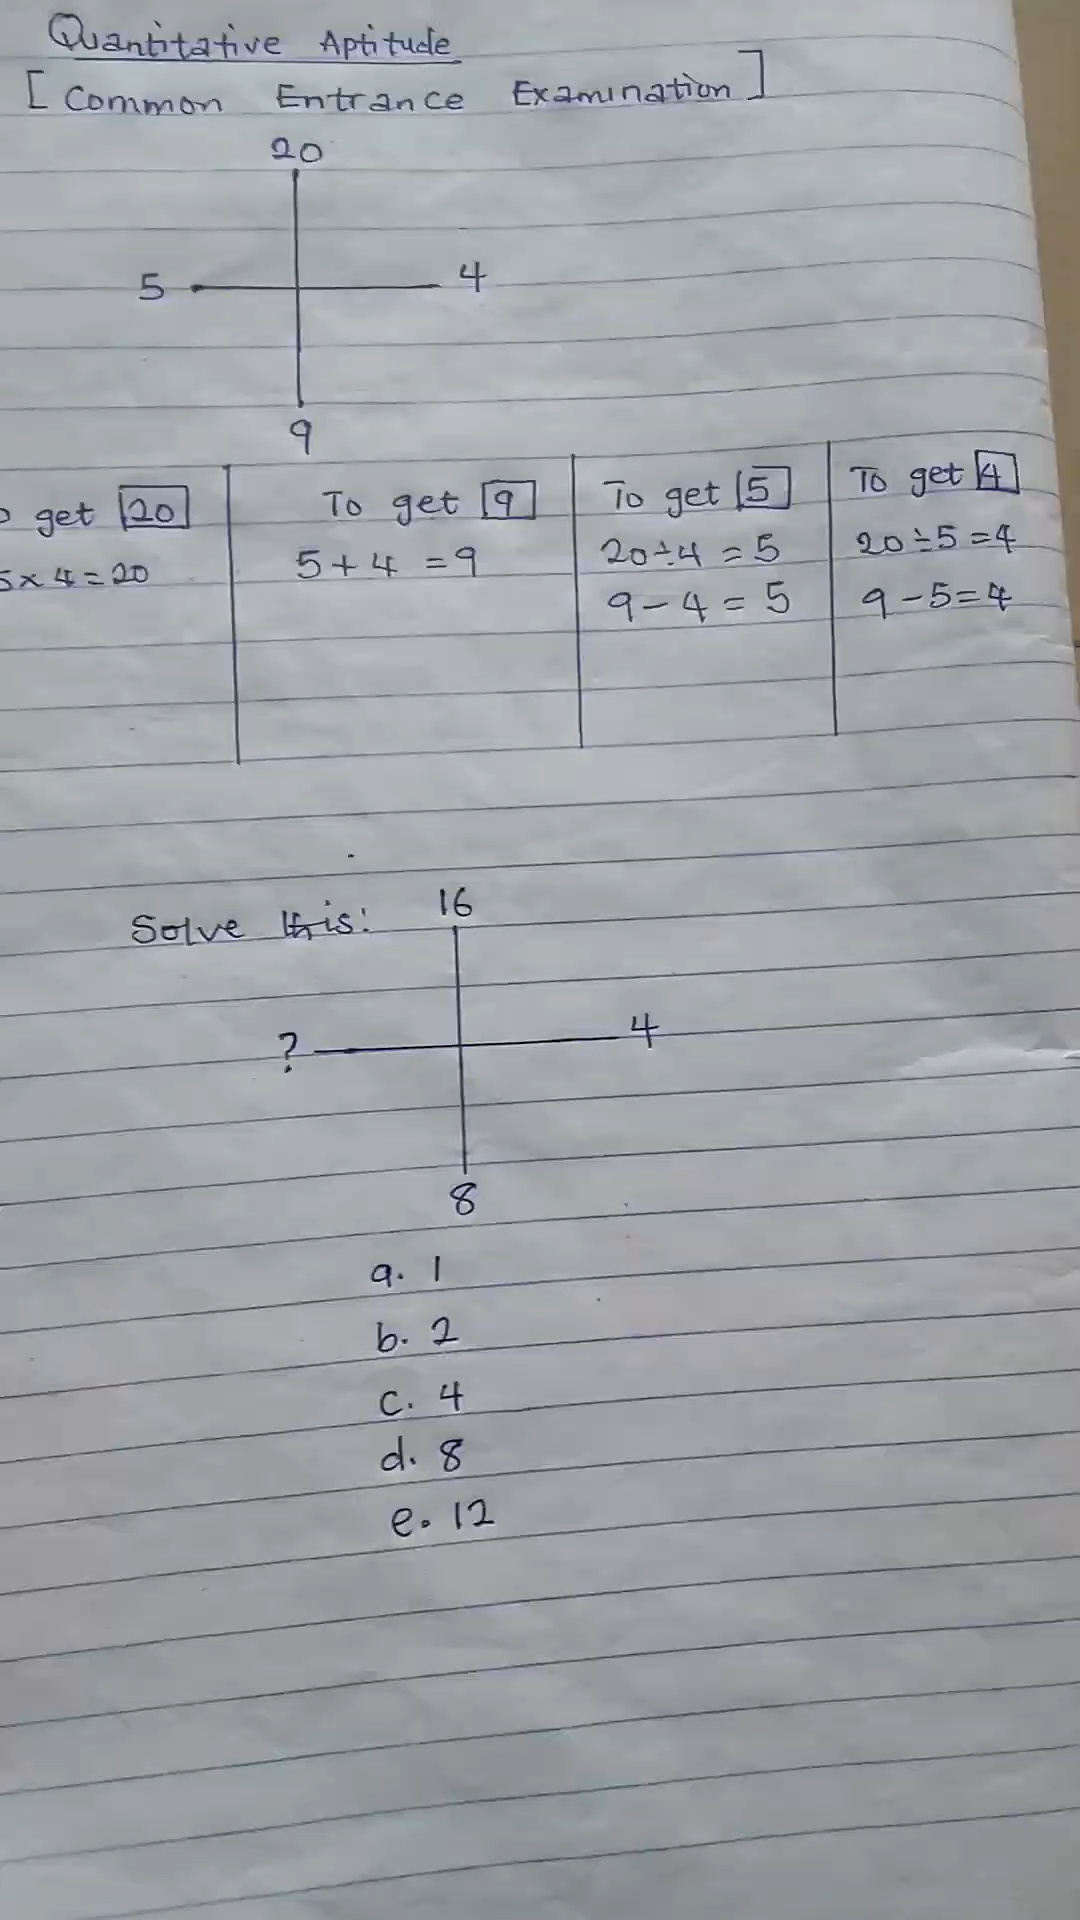 Quantitative Aptitude
[Common Entrance Examination]
20
5 4
9
get 20
5x4=20
To get 9
5+4=9
To get 5
20÷4=5
9-4=5
To get 4
20÷5=4
9-5=4
Solve this:
16
? 4
8
a. 1
b. 2
c. 4
d. 8
e. 12